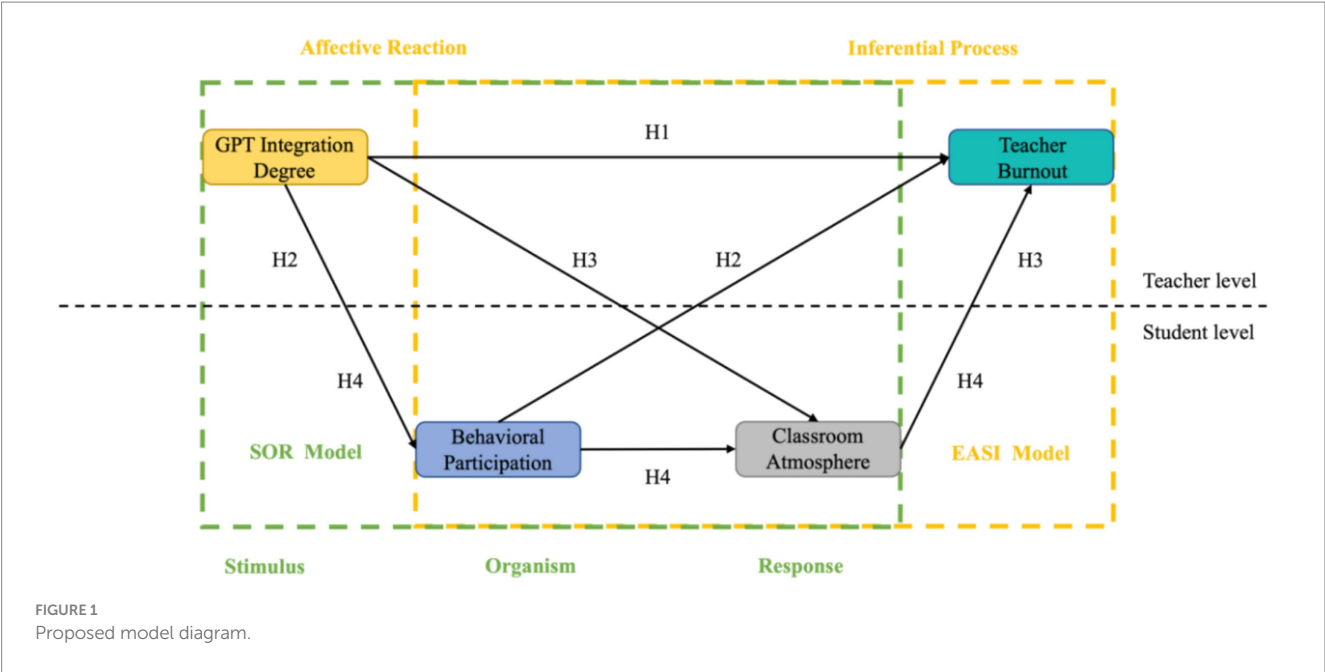 Affective Reaction
Inferential Process
GPT Integration
Degree
H1
Teacher
Burnout
H2
H3
H2
H3
Teacher level
Student level
H4
H4
SOR Model
Behavioral
Participation
H4
Classroom
Atmosphere
EASI Model
Stimulus
Organism
Response
FIGURE 1
Proposed model diagram.